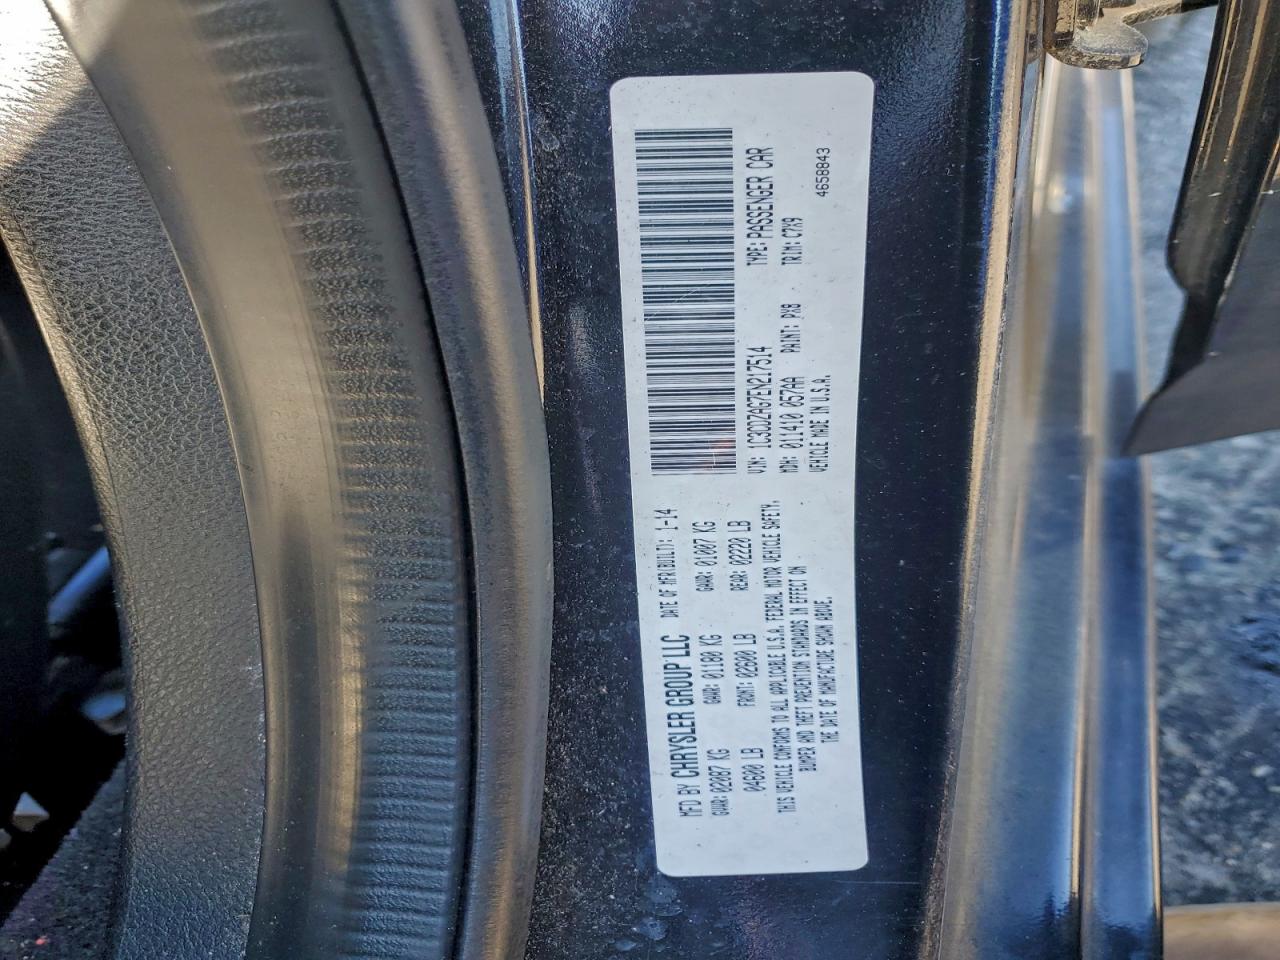 MFD BY CHRYSLER GROUP LLC DATE OF MFR(BUILT): 1-14
GVWR: 02087 KG GAWR: 01180 KG GAWR: 01007 KG
04600 LB FRONT: 02600 LB REAR: 02220 LB
THIS VEHICLE CONFORMS TO ALL APPLICABLE U.S.A. FEDERAL MOTOR VEHICLE SAFETY,
BUMPER AND THEFT PREVENTION STANDARDS IN EFFECT ON
THE DATE OF MANUFACTURE SHOWN ABOVE.
VIN: 1C3CDZAG7EN217514 TYPE: PASSENGER CAR
MDH: 011410 057AA PAINT: PX8 TRIM: C7X9
VEHICLE MADE IN U.S.A. 4658843